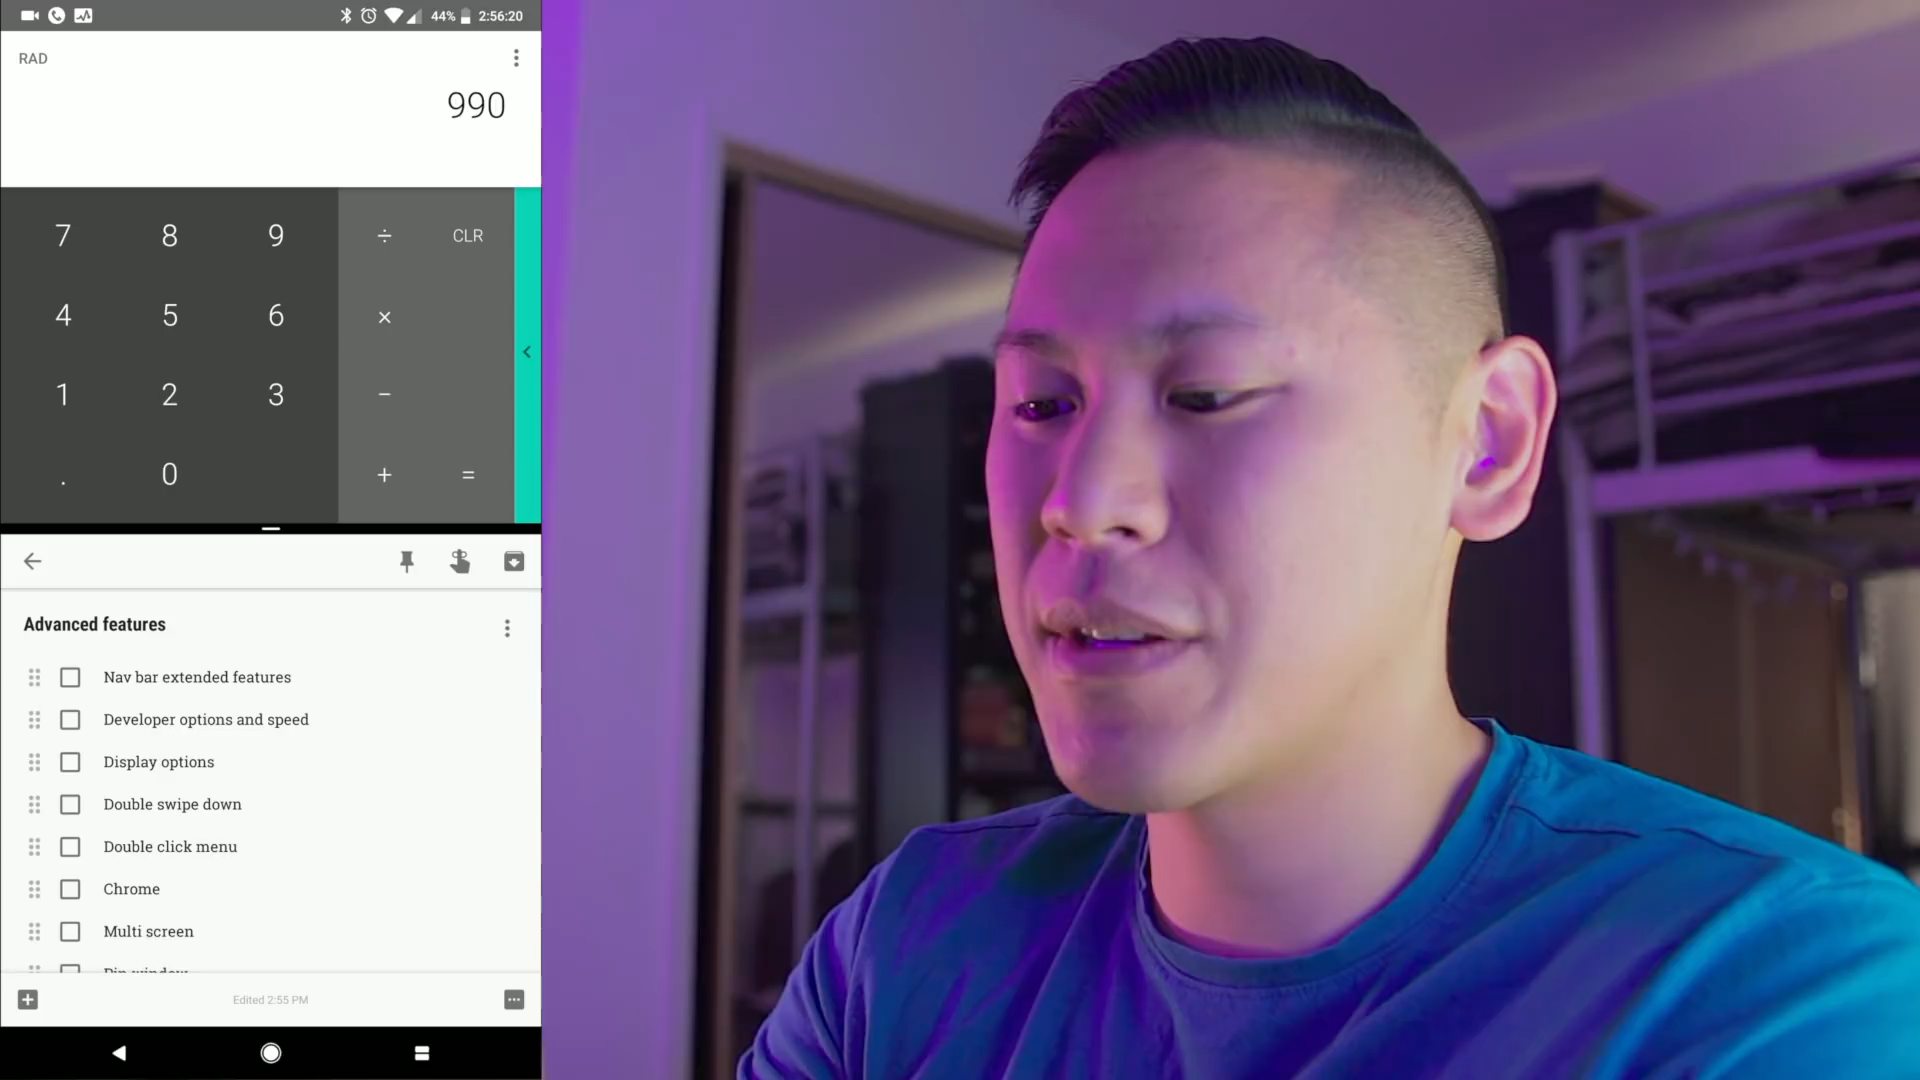 44% 2:56:20
RAD
990
7 8 9 ÷ CLR
4 5 6 ×
1 2 3 −
. 0 + =
Advanced features
Nav bar extended features
Developer options and speed
Display options
Double swipe down
Double click menu
Chrome
Multi screen
Pin window
Edited 2:55 PM